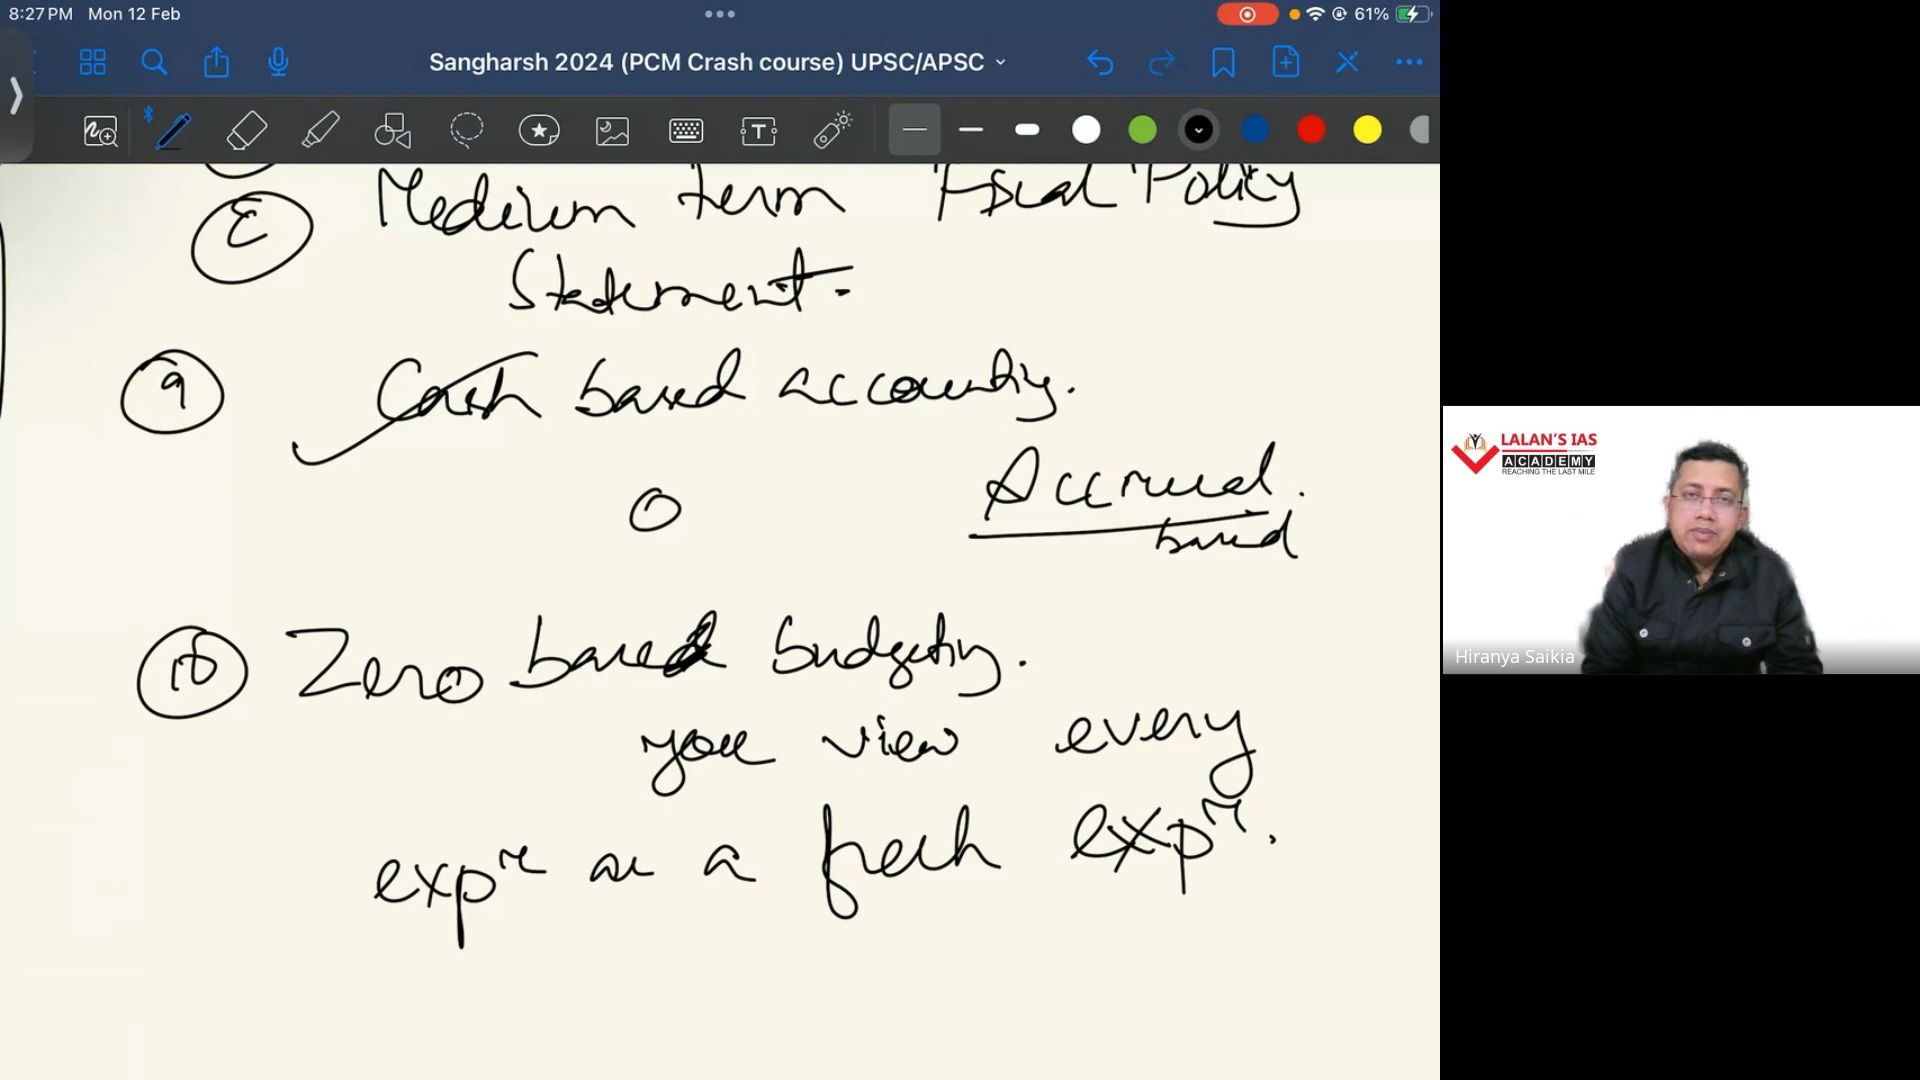 8:27 PM Mon 12 Feb
61%
Sangharsh 2024 (PCM Crash course) UPSC/APSC
T
Medium term Fiscal Policy
Statement.
9 Cash based accounting.
Accrual.
based
10 Zero based budgeting.
you view every
expr as a fresh expr.
LALAN'S IAS
ACADEMY
REACHING THE LAST MILE
Hiranya Saikia